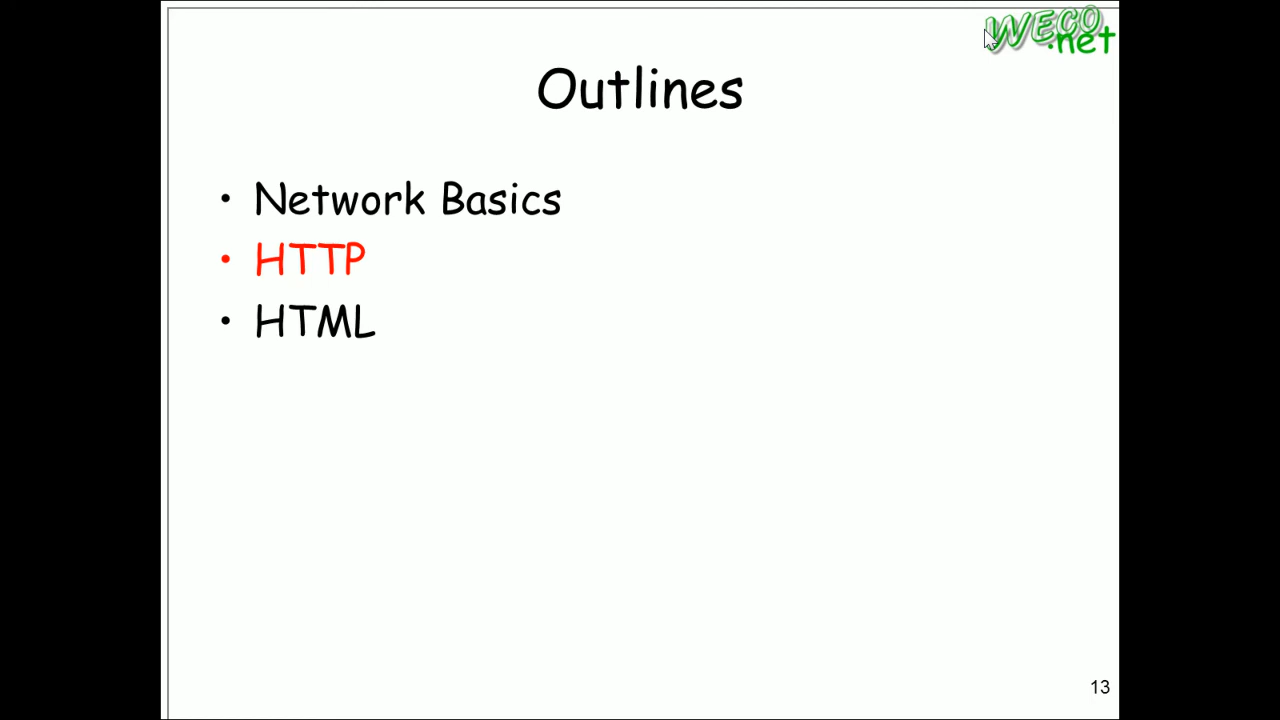 WECO
.net
Outlines
• Network Basics
• HTTP
• HTML
13